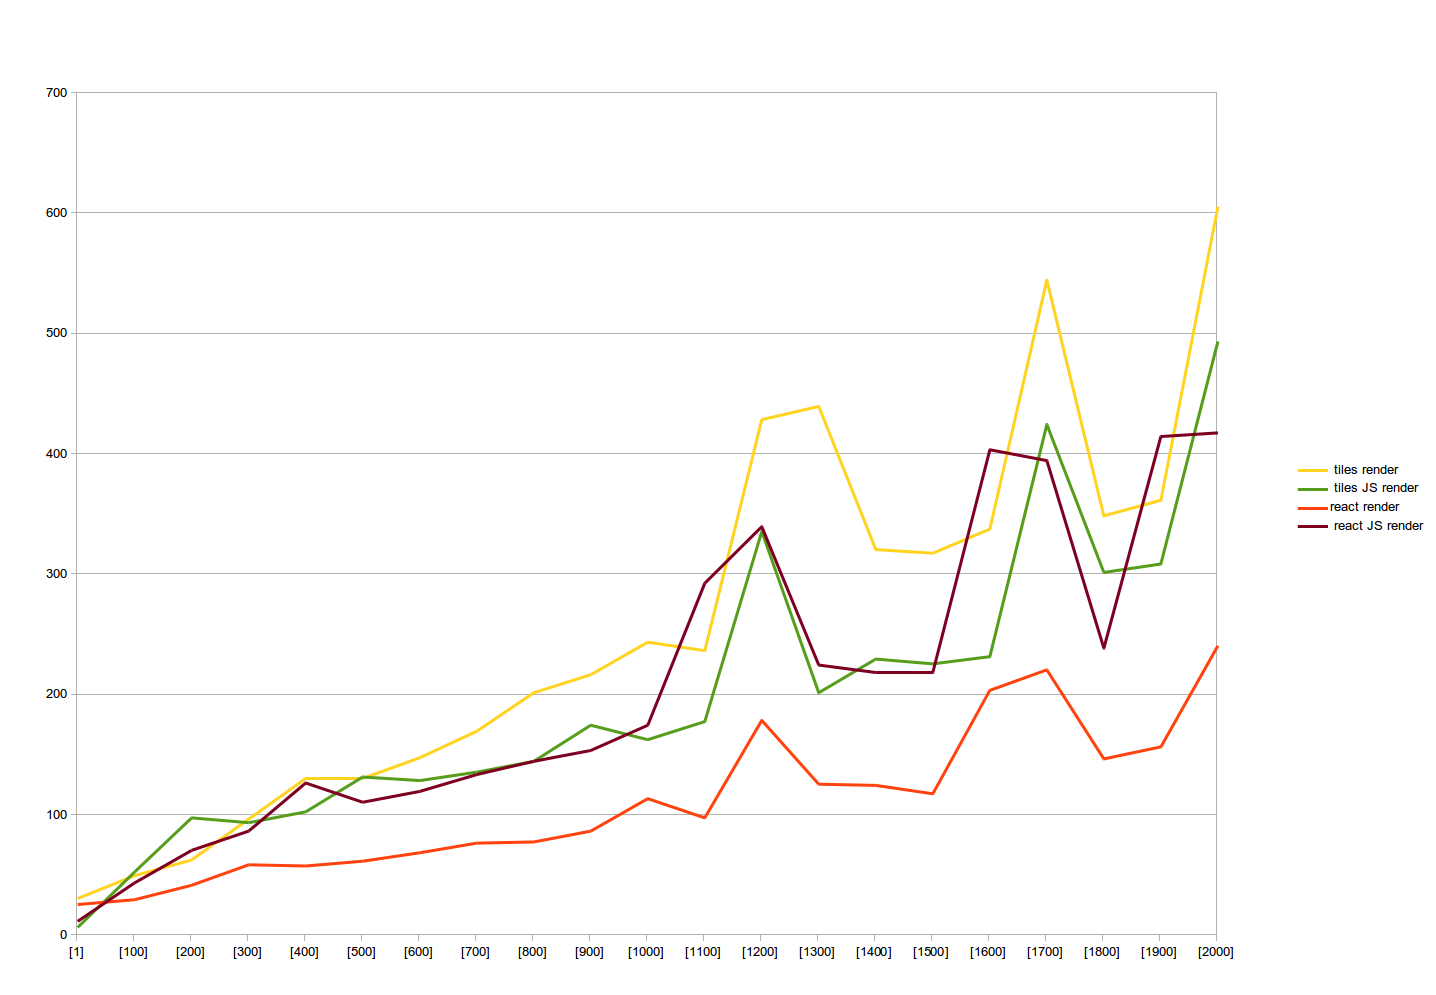 700
600
500
400
300
200
100
0
[1] [100] [200] [300] [400] [500] [600] [700] [800] [900] [1000] [1100] [1200] [1300] [1400] [1500] [1600] [1700] [1800] [1900] [2000]
tiles render
tiles JS render
react render
react JS render